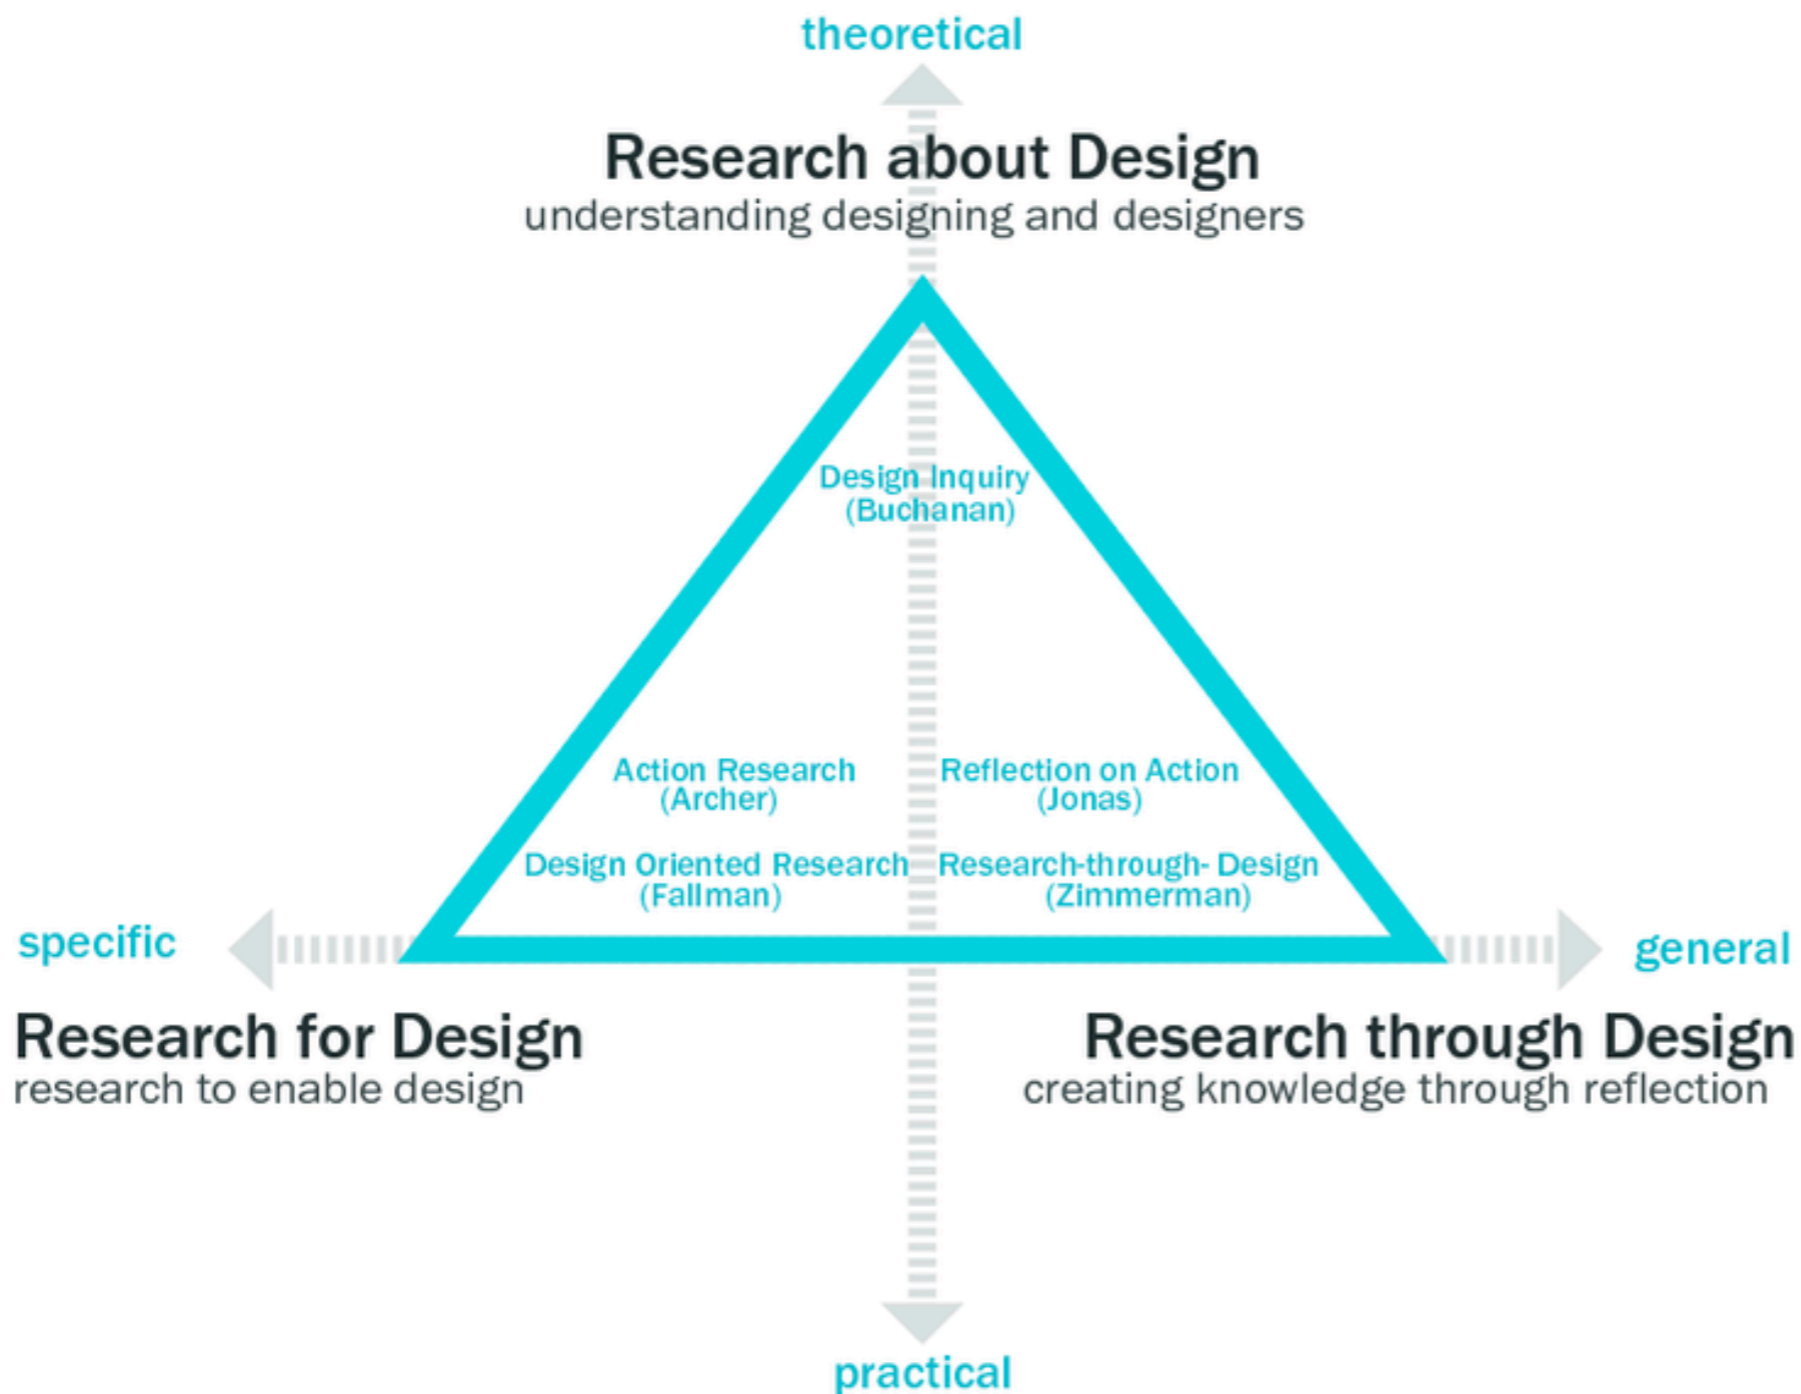 theoretical
Research about Design
understanding designing and designers
Design Inquiry
(Buchanan)
Action Research
(Archer)
Reflection on Action
(Jonas)
Design Oriented Research
(Fallman)
Research-through- Design
(Zimmerman)
specific
general
Research for Design
research to enable design
Research through Design
creating knowledge through reflection
practical